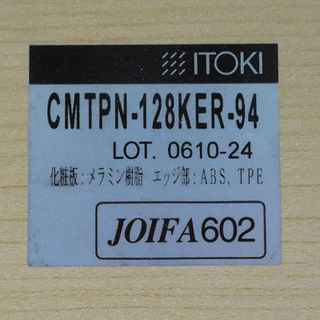 ITOKI
CMTPN-128KER-94
LOT. 0610-24
化粧板:メラミン樹脂 エッジ部:ABS, TPE
JOIFA602